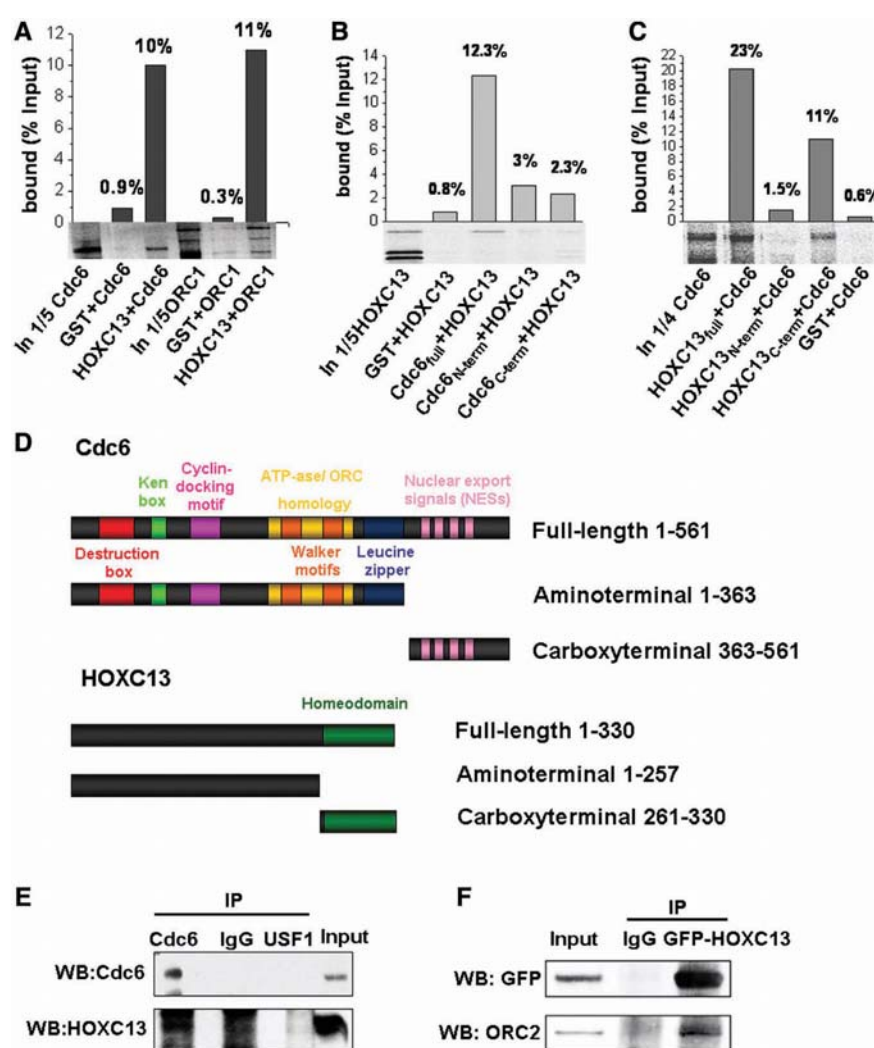 A
bound (% Input)
12
10
8
6
4
2
0
0.9%
10%
0.3%
11%
In 1/5 Cdc6
GST+Cdc6
HOXC13+Cdc6
In 1/5ORC1
GST+ORC1
HOXC13+ORC1
B
bound (% Input)
14
12
10
8
6
4
2
0
0.8%
12.3%
3%
2.3%
In 1/5HOXC13
GST+HOXC13
Cdc6full+HOXC13
Cdc6N-term+HOXC13
Cdc6C-term+HOXC13
C
bound (% Input)
22
20
18
16
14
12
10
8
6
4
2
0
23%
1.5%
11%
0.6%
In 1/4 Cdc6
HOXC13full+Cdc6
HOXC13N-term+Cdc6
HOXC13C-term+Cdc6
GST+Cdc6
D
Cdc6
Ken
box
Cyclin-
docking
motif
ATP-ase/ ORC
homology
Nuclear export
signals (NESs)
Full-length 1-561
Destruction
box
Walker
motifs
Leucine
zipper
Aminoterminal 1-363
Carboxyterminal 363-561
HOXC13
Homeodomain
Full-length 1-330
Aminoterminal 1-257
Carboxyterminal 261-330
E
IP
Cdc6 IgG USF1 Input
WB:Cdc6
WB:HOXC13
F
IP
Input IgG GFP-HOXC13
WB: GFP
WB: ORC2